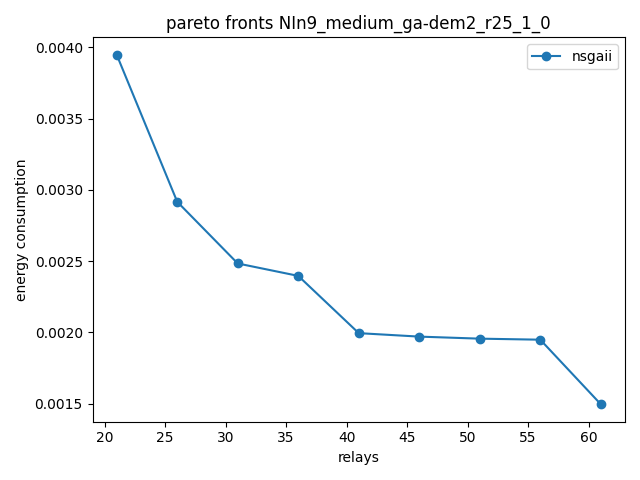 pareto fronts NIn9_medium_ga-dem2_r25_1_0
nsgaii
0.0040
0.0035
0.0030
0.0025
0.0020
0.0015
energy consumption
20 25 30 35 40 45 50 55 60
relays